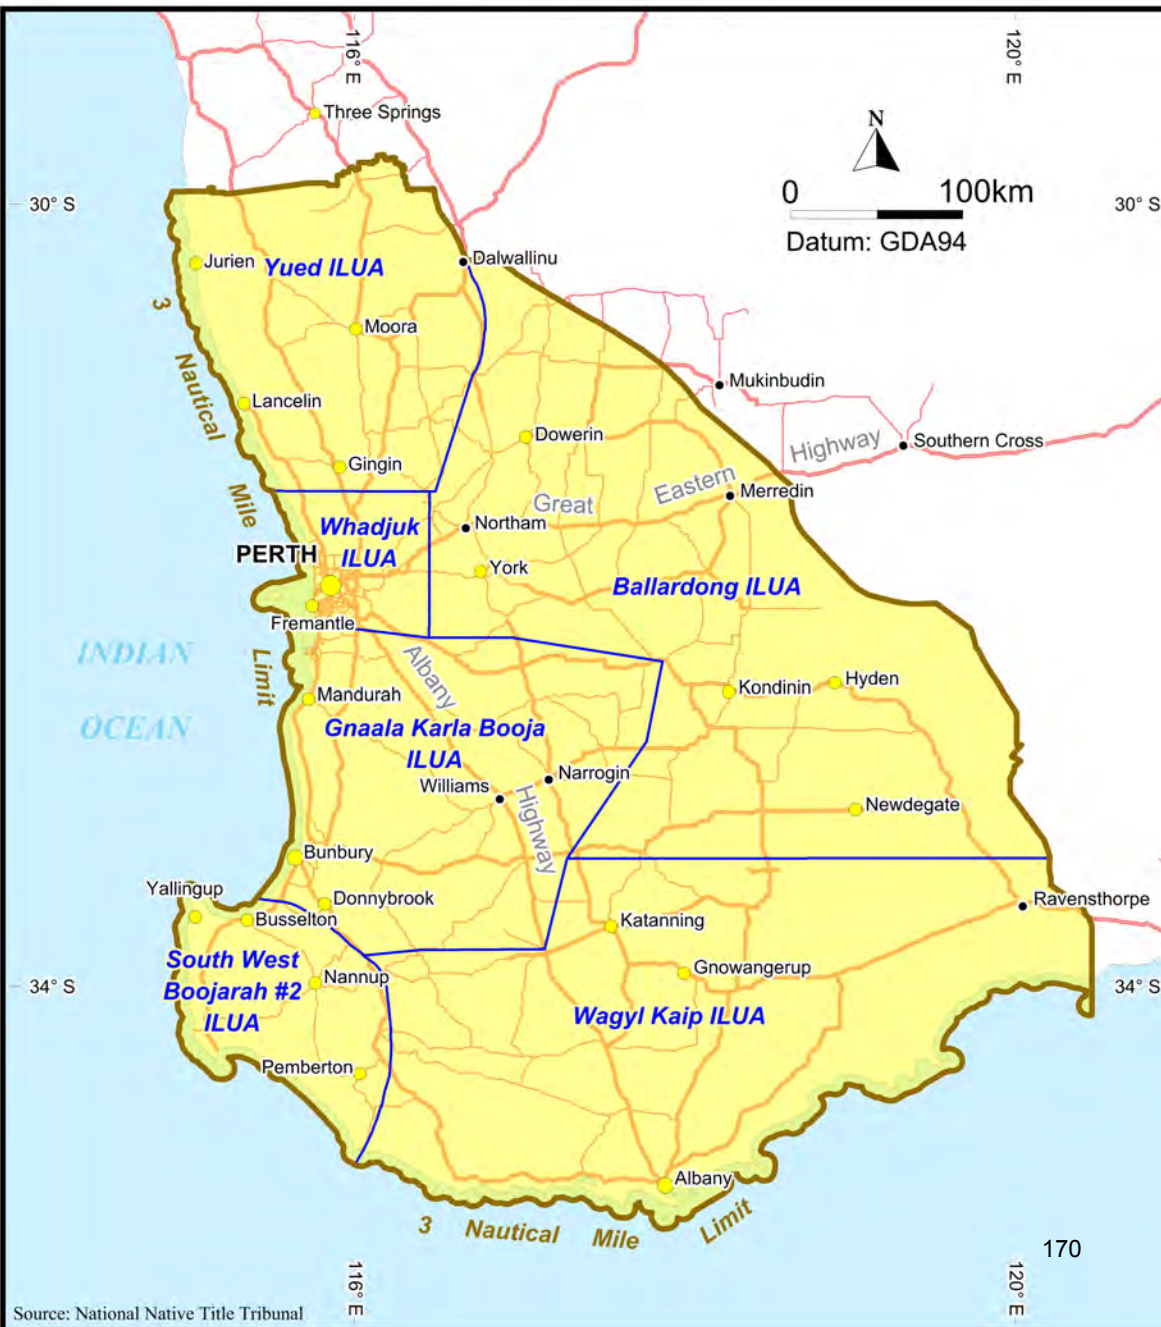 116° E
120° E
Three Springs
N
0 100km
30° S
30° S
Datum: GDA94
Jurien
Yued ILUA
Dalwallinu
3 Nautical Mile Limit
Moora
Mukinbudin
Lancelin
Dowerin
Highway
Southern Cross
Gingin
Eastern
Merredin
Great
Whadjuk
ILUA
Northam
PERTH
York
Ballardong ILUA
Fremantle
INDIAN
OCEAN
Albany
Kondinin
Hyden
Mandurah
Gnaala Karla Booja
ILUA
Narrogin
Williams
Highway
Newdegate
Bunbury
Yallingup
Donnybrook
Busselton
Katanning
Ravensthorpe
South West
Boojarah #2
ILUA
Nannup
Gnowangerup
34° S
34° S
Wagyl Kaip ILUA
Pemberton
Albany
3 Nautical Mile Limit
170
116° E
120° E
Source: National Native Title Tribunal